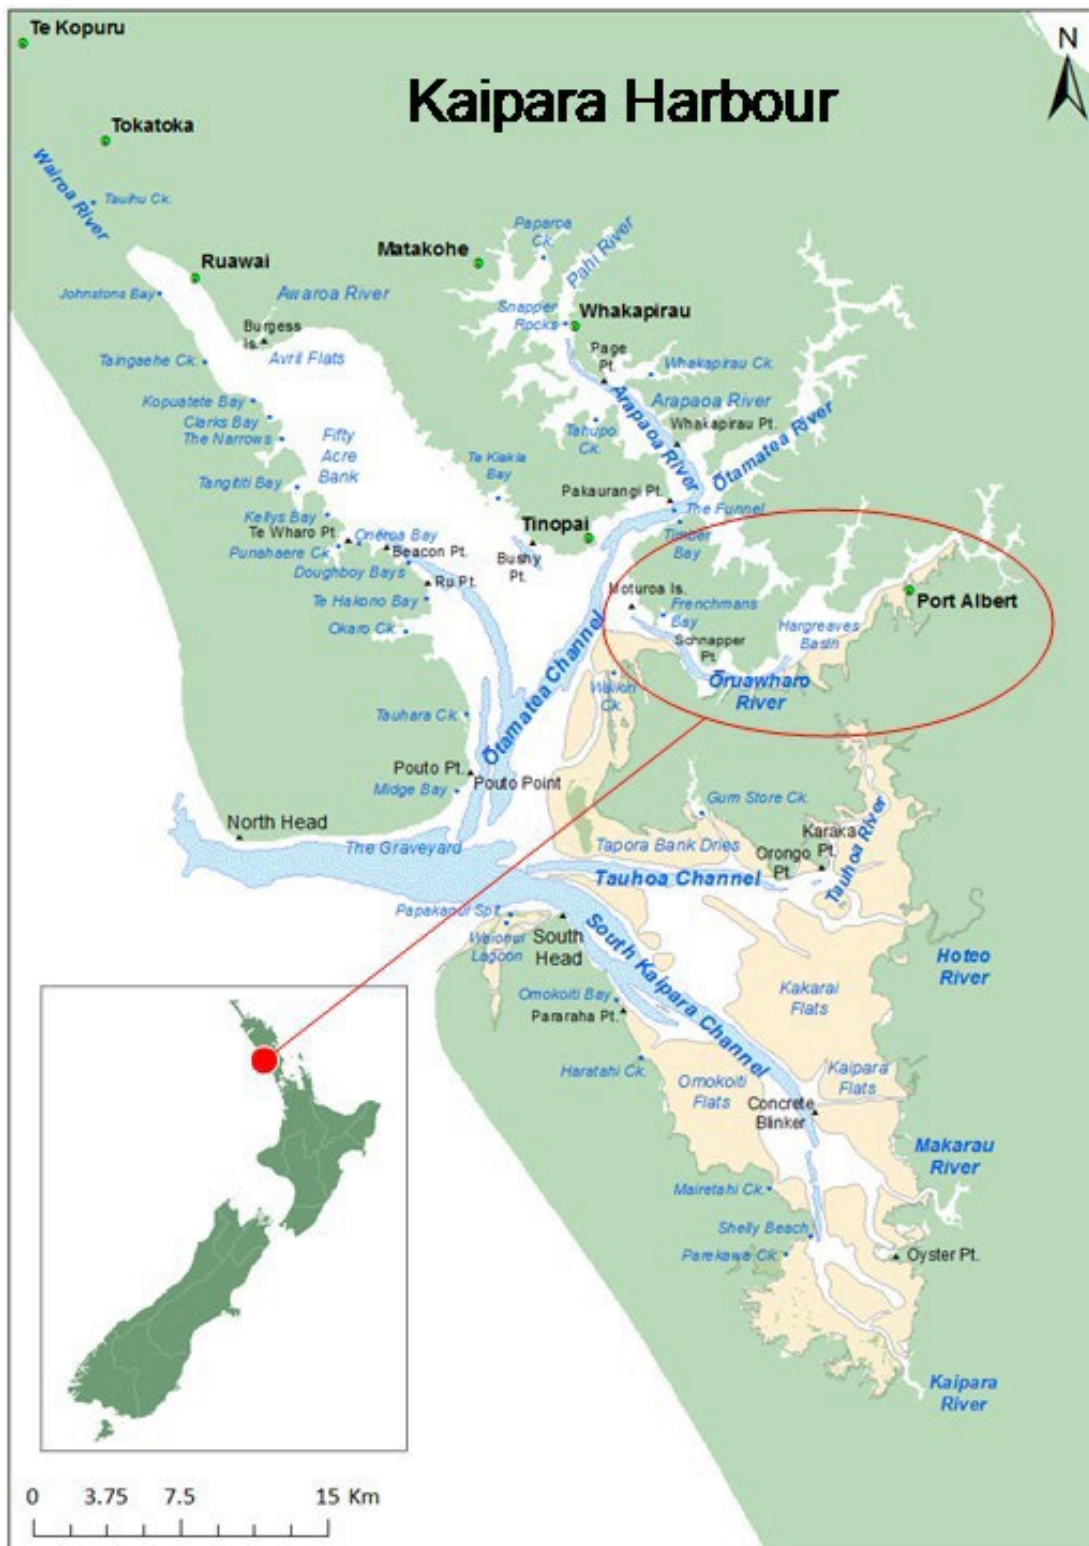 Te Kopuru
N
Kaipara Harbour
Tokatoka
Wairoa River
Tauihu Ck.
Paparoa
Ck.
Pahi River
Matakohe
Ruawai
Johnstons Bay
Awaroa River
Snapper
Rocks
Whakapirau
Burgess
Is.
Avril Flats
Page
Pt.
Whakapirau Ck.
Taingaehe Ck.
Arapaoa River
Arapaoa River
Kopuatete Bay
Clarks Bay
The Narrows
Fifty
Acre
Bank
Tahupo
Ck.
Whakapirau Pt.
Ōtamatea River
Te Kiakia
Bay
Tangititi Bay
Pakaurangi Pt.
The Funnel
Kellys Bay
Te Wharo Pt.
Oneroa Bay
Tinopai
Timber
Bay
Punahaere Ck.
Beacon Pt.
Bushy
Pt.
Doughboy Bays
Ru Pt.
Te Hakono Bay
Okaro Ck.
Moturoa Is.
Frenchmans
Bay
Port Albert
Hargreaves
Basin
Schnapper
Pt.
Ōruawharo
River
Ōtamatea Channel
Waikiri
Ck.
Tauhara Ck.
Pouto Pt.
Pouto Point
Midge Bay
Gum Store Ck.
North Head
The Graveyard
Tapora Bank Dries
Karaka
Pt.
Orongo
Pt.
Tauhoa River
Tauhoa Channel
Papakanui Spit
Waionui
Lagoon
South
Head
South Kaipara Channel
Hoteo
River
Omokoiti Bay
Pararaha Pt.
Kakarai
Flats
Haratahi Ck.
Omokoiti
Flats
Kaipara
Flats
Concrete
Blinker
Makarau
River
Mairetahi Ck.
Shelly Beach
Parekawa Ck.
Oyster Pt.
Kaipara
River
0 3.75 7.5 15 Km